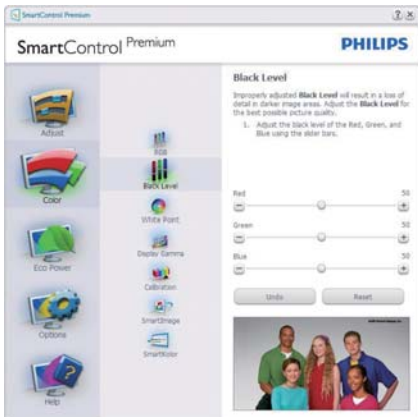 SmartControl Premium
SmartControl Premium
PHILIPS
Adjust
Color
Eco Power
Options
Help
RGB
Black Level
White Point
Display Gamma
Calibration
SmartImage
SmartKolor
Black Level
Improperly adjusted Black Level will result in a loss of
detail in darker image areas. Adjust the Black Level for
the best possible picture quality.
1. Adjust the black level of the Red, Green, and
Blue using the slider bars.
Red 50
Green 50
Blue 50
Undo Reset